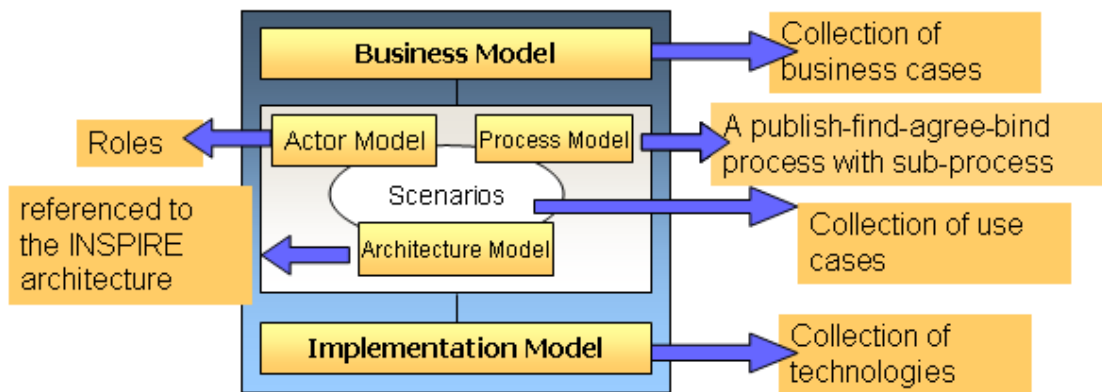 Business Model
Collection of
business cases
Roles
Actor Model
Process Model
A publish-find-agree-bind
process with sub-process
Scenarios
referenced to
the INSPIRE
architecture
Architecture Model
Collection of use
cases
Implementation Model
Collection of
technologies